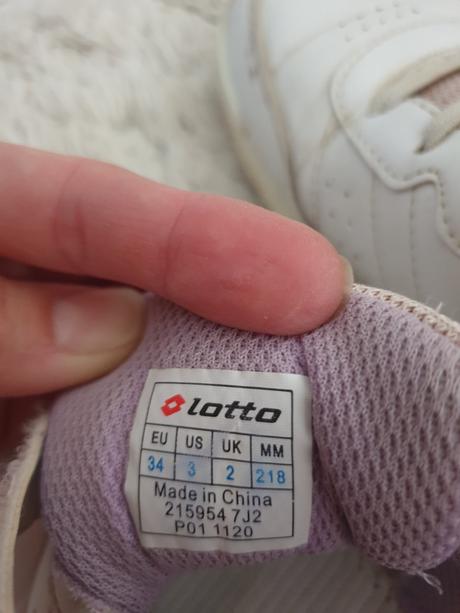 lotto
EU US UK MM
34 3 2 218
Made in China
215954 7J2
P01 1120